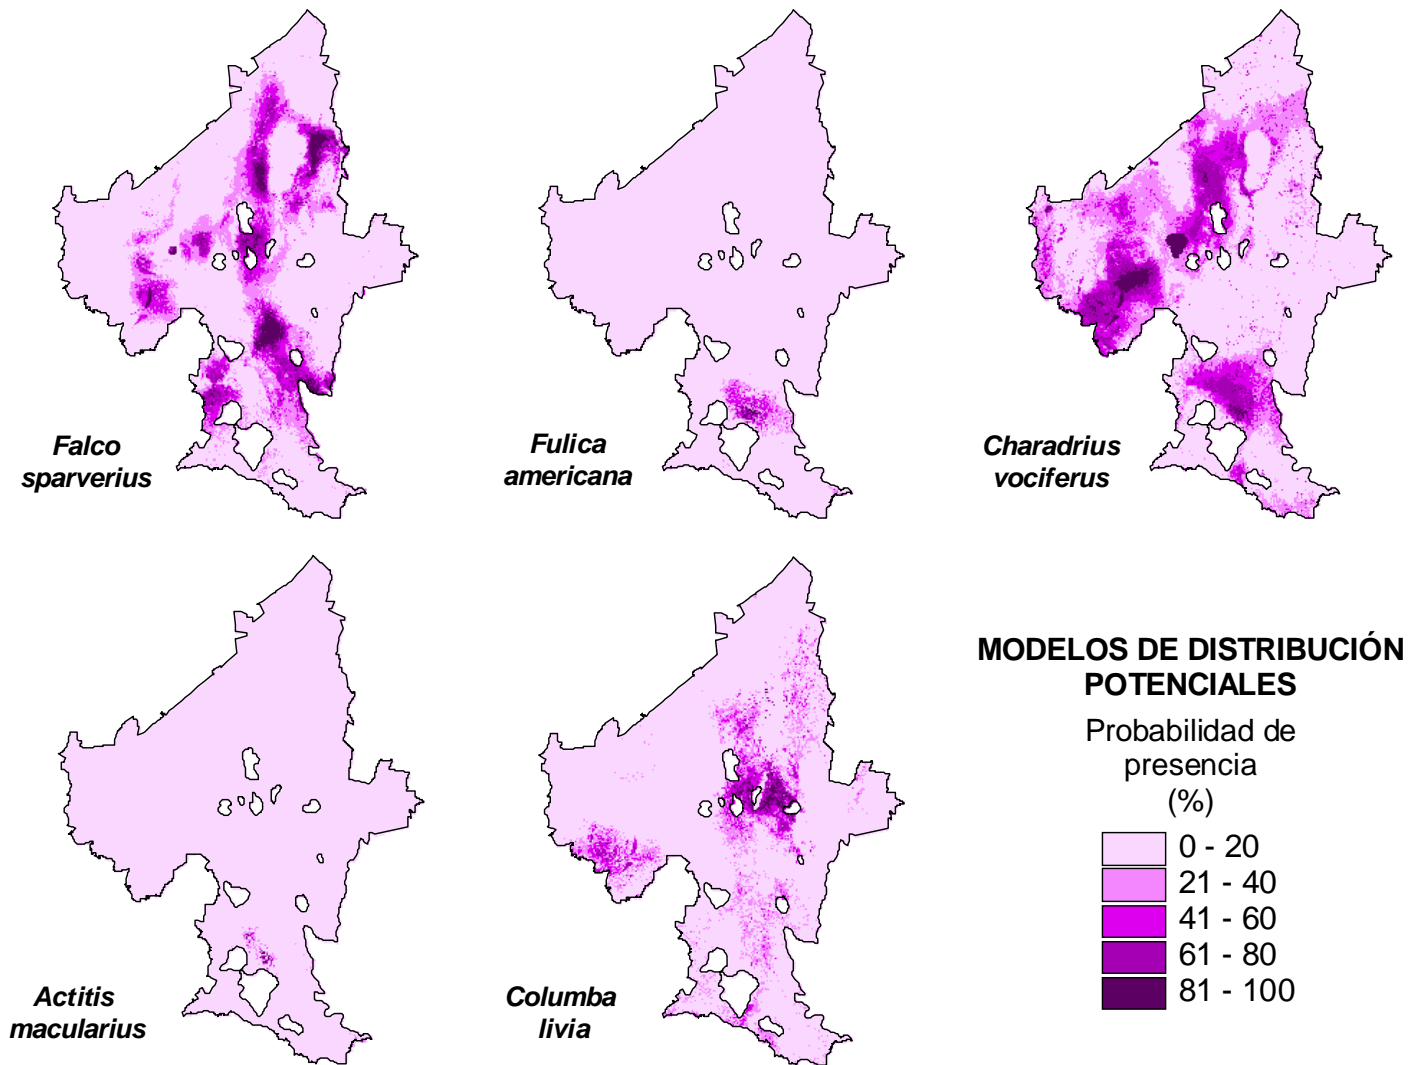 Falco
sparverius
Fulica
americana
Charadrius
vociferus
Actitis
macularius
Columba
livia
MODELOS DE DISTRIBUCIÓN
POTENCIALES
Probabilidad de
presencia
(%)
0 - 20
21 - 40
41 - 60
61 - 80
81 - 100